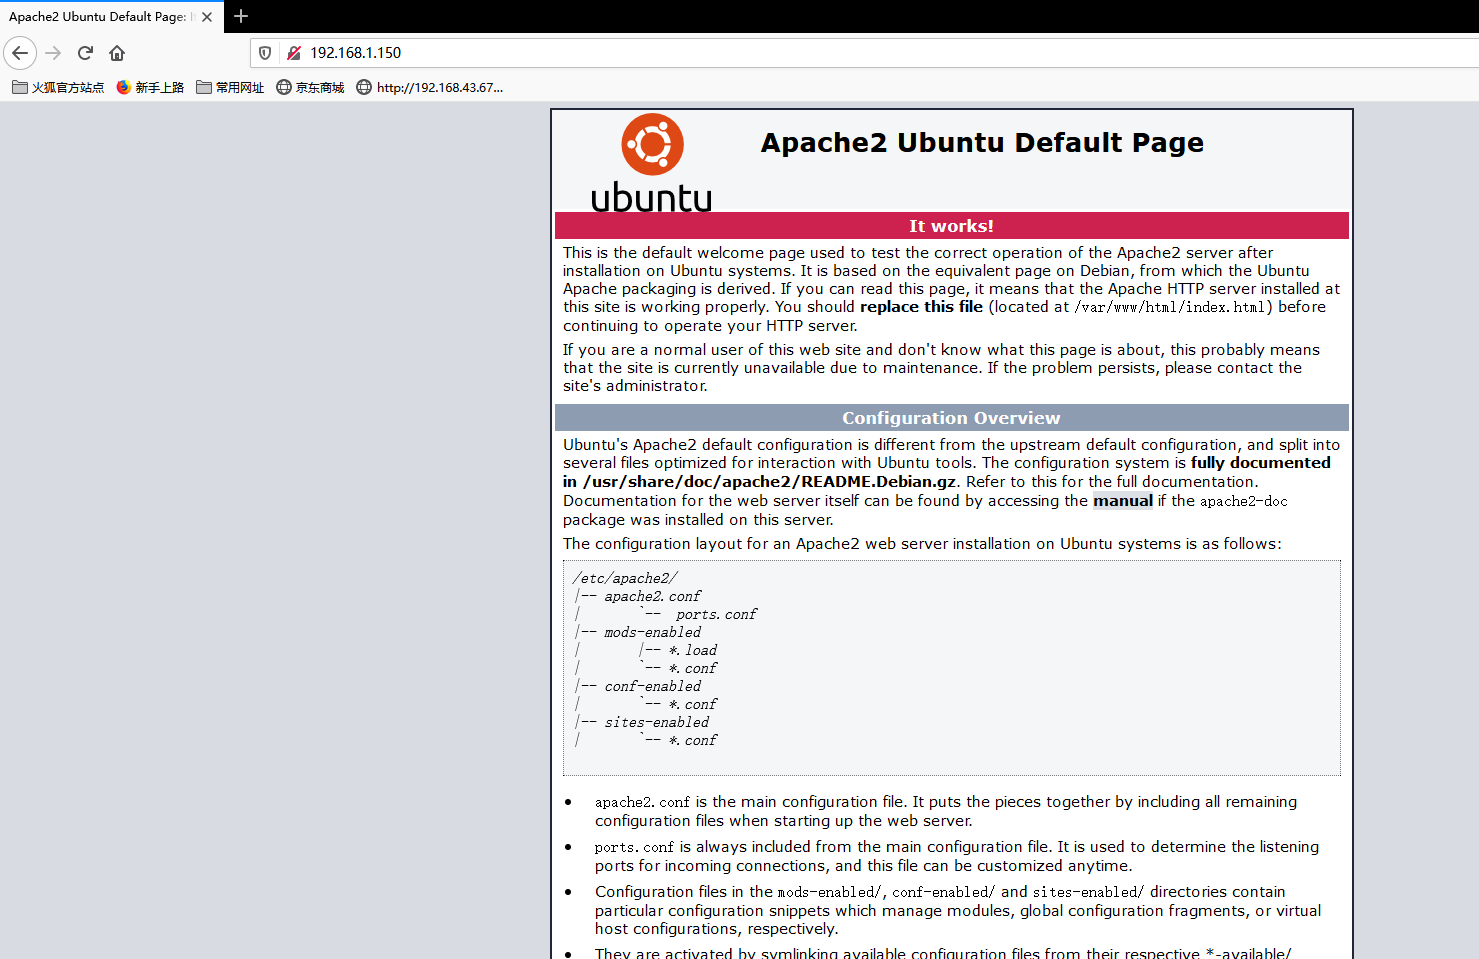 Apache2 Ubuntu Default Page: I
192.168.1.150
火狐官方站点 新手上路 常用网址 京东商城 http://192.168.43.67...
ubuntu
Apache2 Ubuntu Default Page
It works!
This is the default welcome page used to test the correct operation of the Apache2 server after
installation on Ubuntu systems. It is based on the equivalent page on Debian, from which the Ubuntu
Apache packaging is derived. If you can read this page, it means that the Apache HTTP server installed at
this site is working properly. You should replace this file (located at /var/www/html/index.html) before
continuing to operate your HTTP server.
If you are a normal user of this web site and don't know what this page is about, this probably means
that the site is currently unavailable due to maintenance. If the problem persists, please contact the
site's administrator.
Configuration Overview
Ubuntu's Apache2 default configuration is different from the upstream default configuration, and split into
several files optimized for interaction with Ubuntu tools. The configuration system is fully documented
in /usr/share/doc/apache2/README.Debian.gz. Refer to this for the full documentation.
Documentation for the web server itself can be found by accessing the manual if the apache2-doc
package was installed on this server.
The configuration layout for an Apache2 web server installation on Ubuntu systems is as follows:
/etc/apache2/
|-- apache2.conf
|       `--  ports.conf
|-- mods-enabled
|       |-- *.load
|       `-- *.conf
|-- conf-enabled
|       `-- *.conf
|-- sites-enabled
|       `-- *.conf
• apache2.conf is the main configuration file. It puts the pieces together by including all remaining
configuration files when starting up the web server.
• ports.conf is always included from the main configuration file. It is used to determine the listening
ports for incoming connections, and this file can be customized anytime.
• Configuration files in the mods-enabled/, conf-enabled/ and sites-enabled/ directories contain
particular configuration snippets which manage modules, global configuration fragments, or virtual
host configurations, respectively.
• They are activated by symlinking available configuration files from their respective *-available/